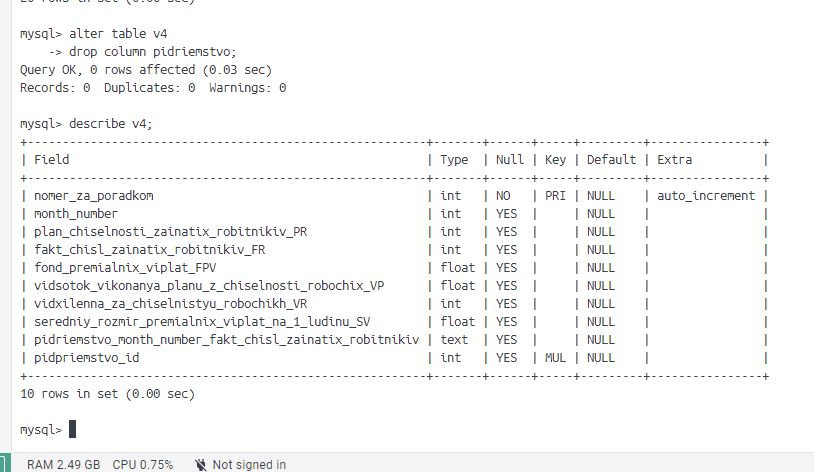 mysql> alter table v4
    -> drop column pidriemstvo;
Query OK, 0 rows affected (0.03 sec)
Records: 0  Duplicates: 0  Warnings: 0
mysql> describe v4;
+---------------------------------------------------------+-------+------+-----+---------+----------------+
| Field                                                   | Type  | Null | Key | Default | Extra          |
+---------------------------------------------------------+-------+------+-----+---------+----------------+
| nomer_za_poradkom                                       | int   | NO   | PRI | NULL    | auto_increment |
| month_number                                            | int   | YES  |     | NULL    |                |
| plan_chiselnosti_zainatix_robitnikiv_PR                 | int   | YES  |     | NULL    |                |
| fakt_chisl_zainatix_robitnikiv_FR                       | int   | YES  |     | NULL    |                |
| fond_premialnix_viplat_FPV                              | float | YES  |     | NULL    |                |
| vidsotok_vikonanya_planu_z_chiselnosti_robochix_VP      | float | YES  |     | NULL    |                |
| vidxilenna_za_chiselnistyu_robochikh_VR                 | int   | YES  |     | NULL    |                |
| seredniy_rozmir_premialnix_viplat_na_1_ludinu_SV        | float | YES  |     | NULL    |                |
| pidriemstvo_month_number_fakt_chisl_zainatix_robitnikiv | text  | YES  |     | NULL    |                |
| pidpriemstvo_id                                         | int   | YES  | MUL | NULL    |                |
+---------------------------------------------------------+-------+------+-----+---------+----------------+
10 rows in set (0.00 sec)
mysql>
RAM 2.49 GB CPU 0.75% Not signed in